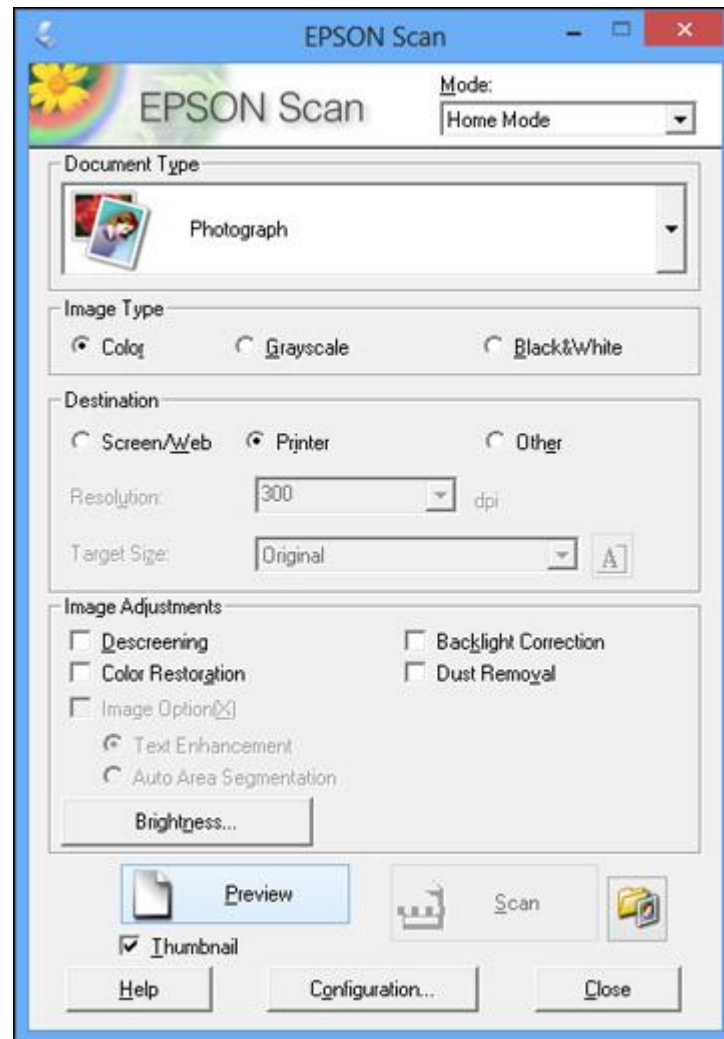 EPSON Scan
EPSON Scan
Mode:
Home Mode
Document Type
Photograph
Image Type
Color Grayscale Black&White
Destination
Screen/Web Printer Other
Resolution: 300 dpi
Target Size: Original A
Image Adjustments
Descreening Backlight Correction
Color Restoration Dust Removal
Image Option(X)
Text Enhancement
Auto Area Segmentation
Brightness...
Preview Scan
Thumbnail
Help Configuration... Close